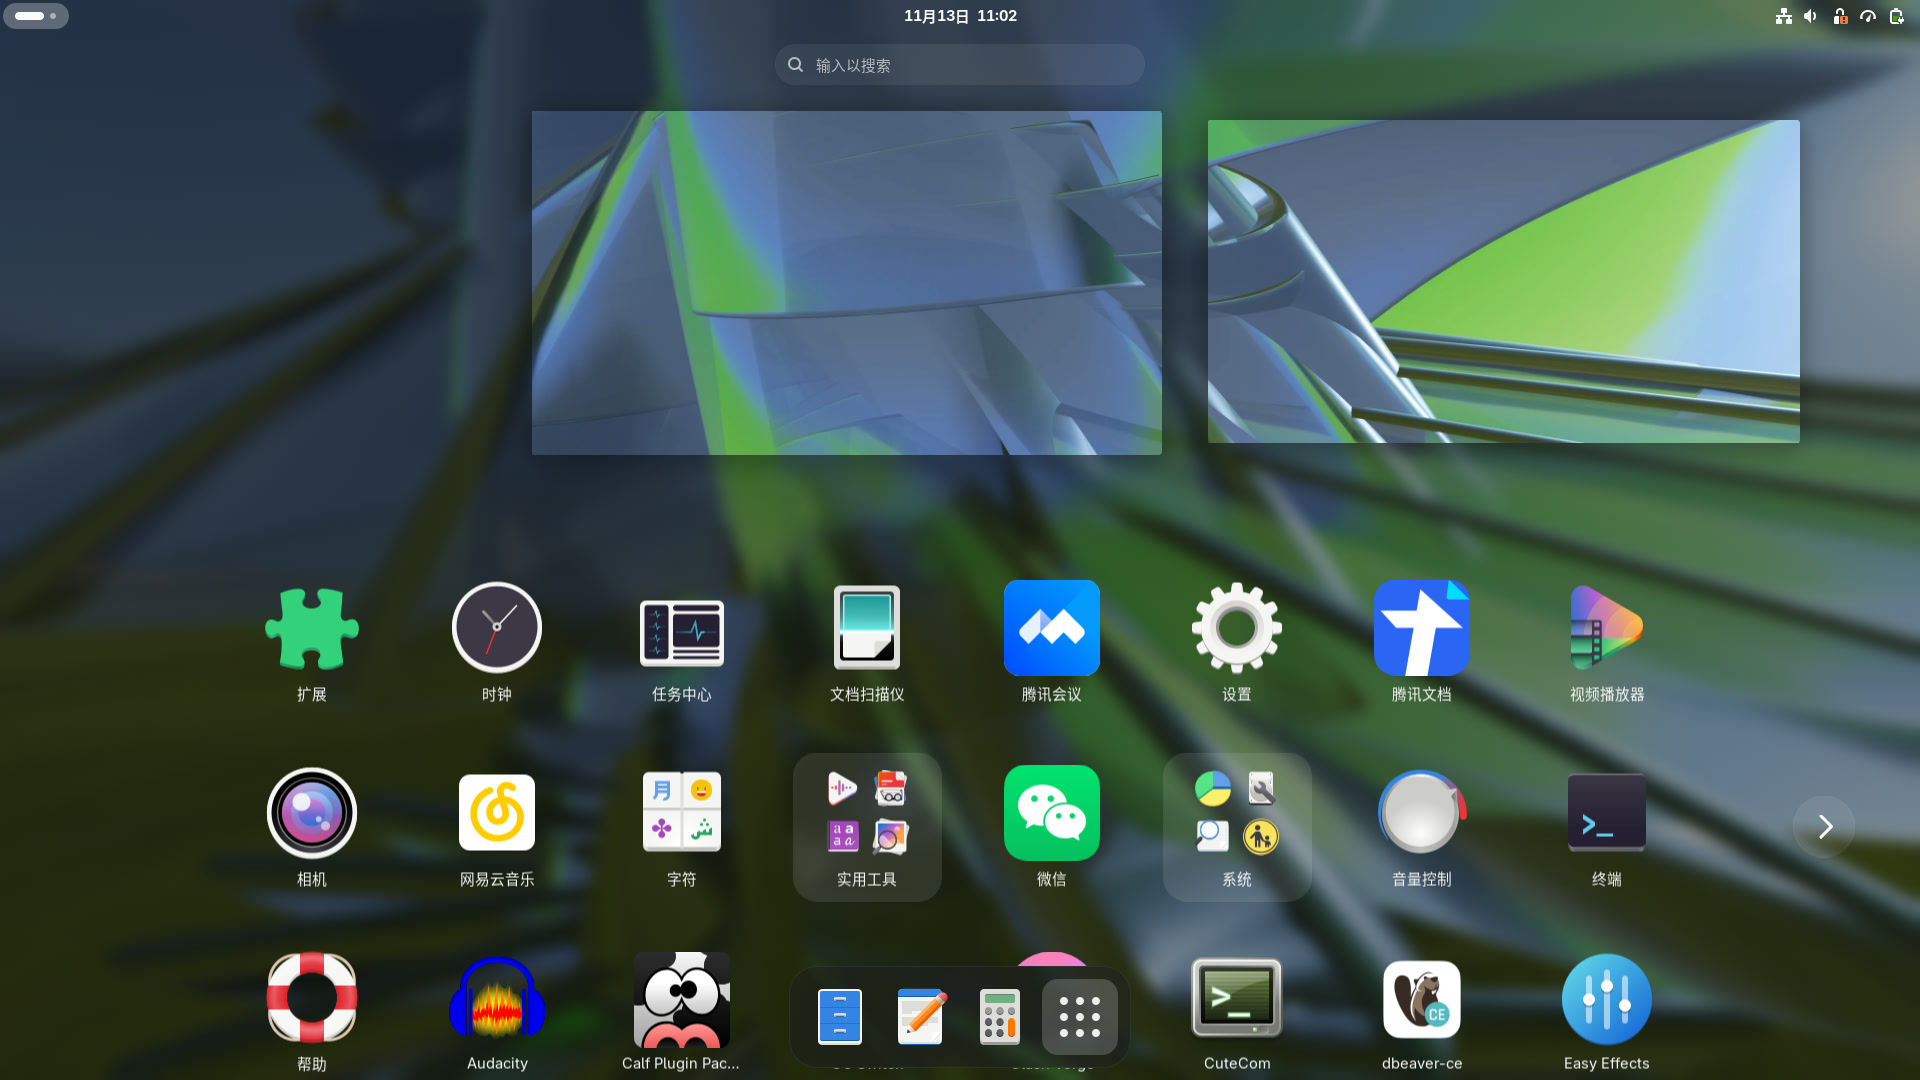 11月13日 11:02
输入以搜索
扩展
时钟
任务中心
文档扫描仪
腾讯会议
设置
腾讯文档
视频播放器
相机
网易云音乐
字符
实用工具
微信
系统
音量控制
终端
帮助
Audacity
Calf Plugin Pac...
CuteCom
dbeaver-ce
Easy Effects